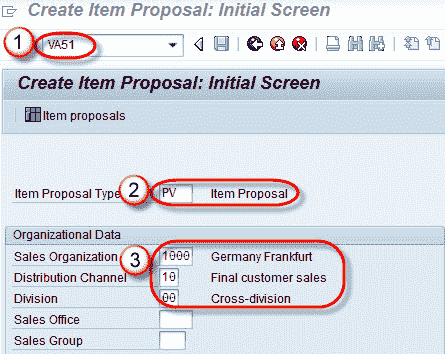 Create Item Proposal: Initial Screen
1 VA51
Create Item Proposal: Initial Screen
Item proposals
Item Proposal Type 2 PV Item Proposal
Organizational Data
Sales Organization 3 1000 Germany Frankfurt
Distribution Channel 10 Final customer sales
Division 00 Cross-division
Sales Office
Sales Group